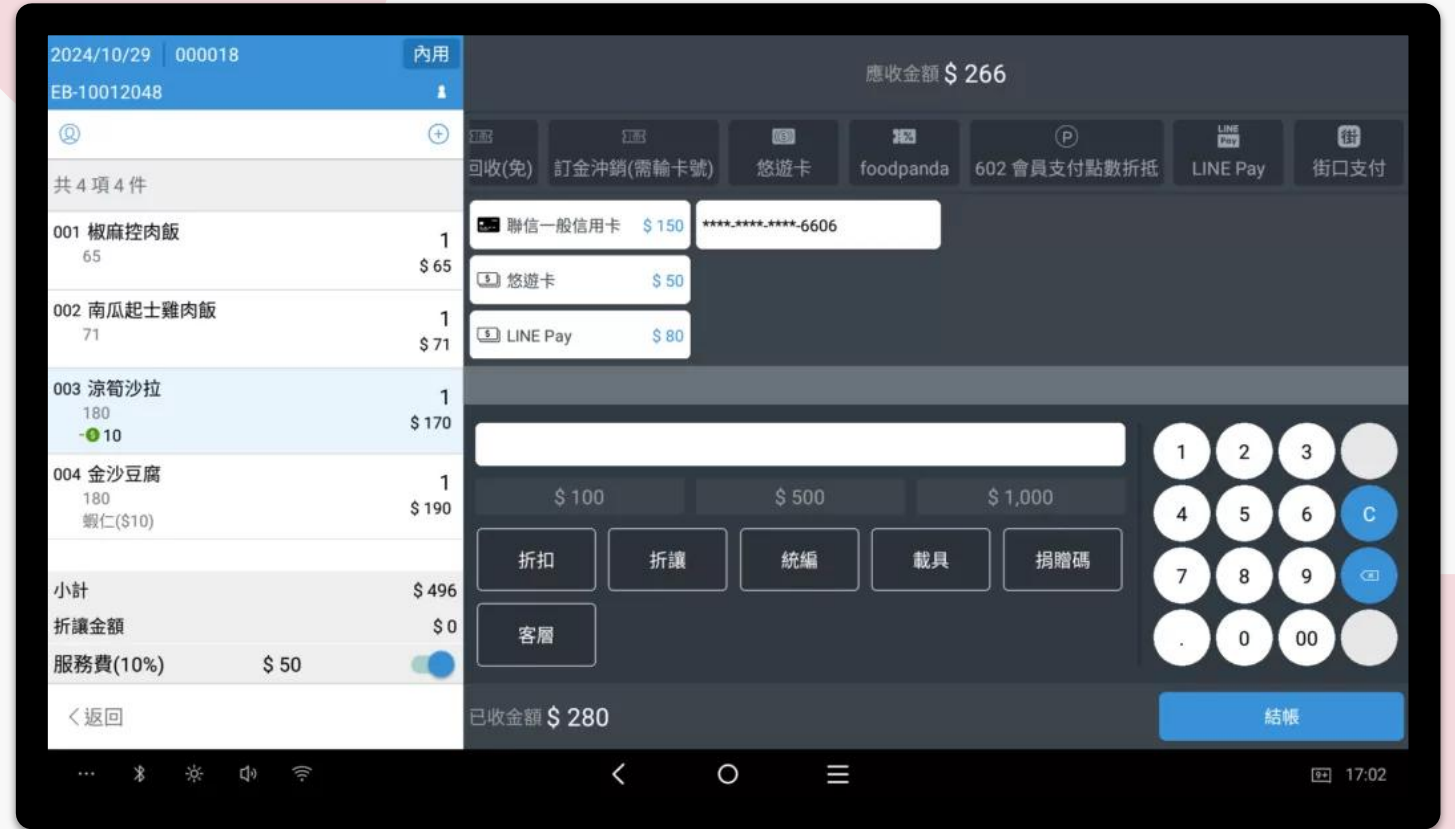 2024/10/29 000018 內用
EB-10012048
共 4 項 4 件
001 椒麻控肉飯 1
65 $ 65
002 南瓜起士雞肉飯 1
71 $ 71
003 涼筍沙拉 1
180 $ 170
-$10
004 金沙豆腐 1
180 $ 190
蝦仁($10)
小計 $ 496
折讓金額 $ 0
服務費(10%) $ 50
返回
應收金額 $ 266
回收(免) 訂金沖銷(需輸卡號) 悠遊卡 foodpanda 602 會員支付點數折抵 LINE Pay LINE Pay 街 街口支付
聯信一般信用卡 $ 150 ****-****-****-6606
悠遊卡 $ 50
LINE Pay $ 80
$ 100 $ 500 $ 1,000
折扣 折讓 統編 載具 捐贈碼
客層
1 2 3
4 5 6 C
7 8 9
. 0 00
已收金額 $ 280 結帳
9+ 17:02